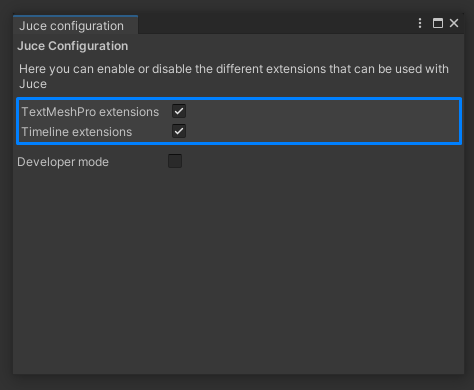 Juce configuration
Juce Configuration
Here you can enable or disable the different extensions that can be used with
Juce
TextMeshPro extensions
Timeline extensions
Developer mode